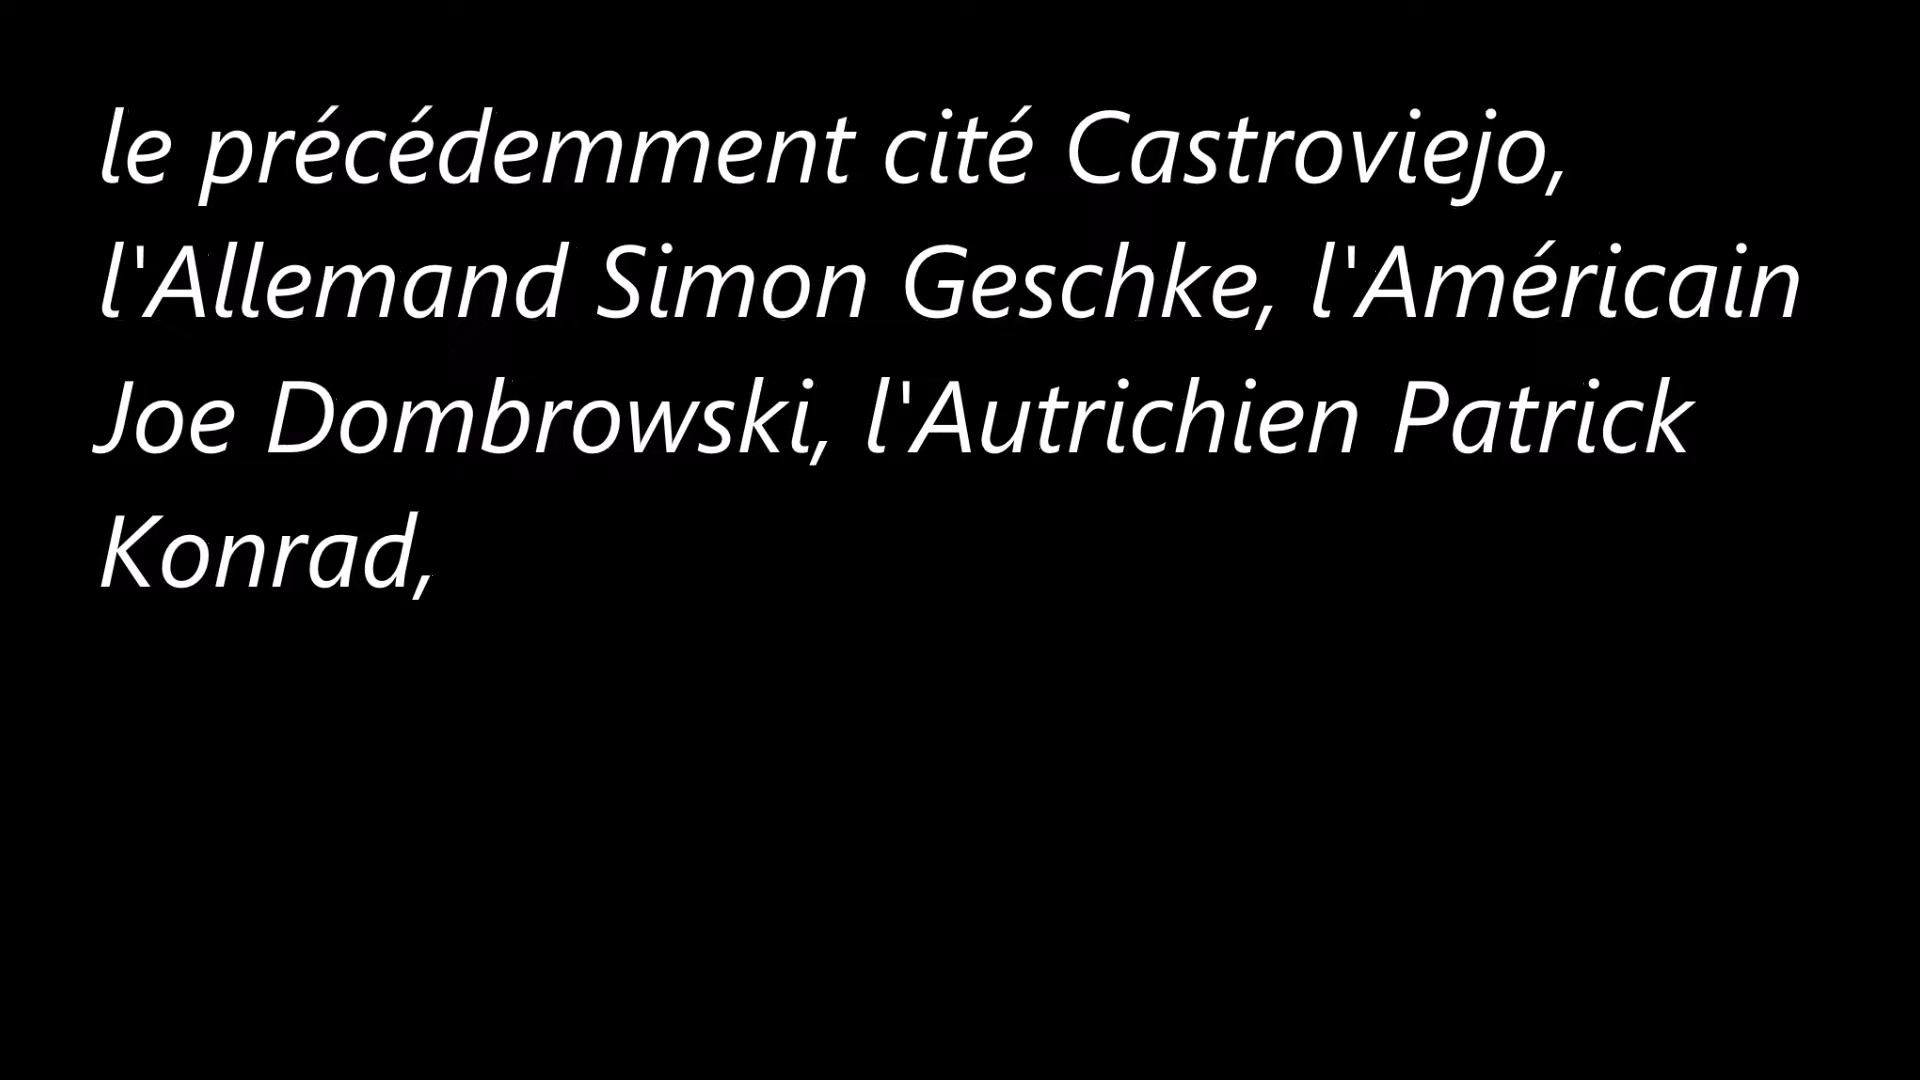 le précédemment cité Castroviejo,
l'Allemand Simon Geschke, l'Américain
Joe Dombrowski, l'Autrichien Patrick
Konrad,